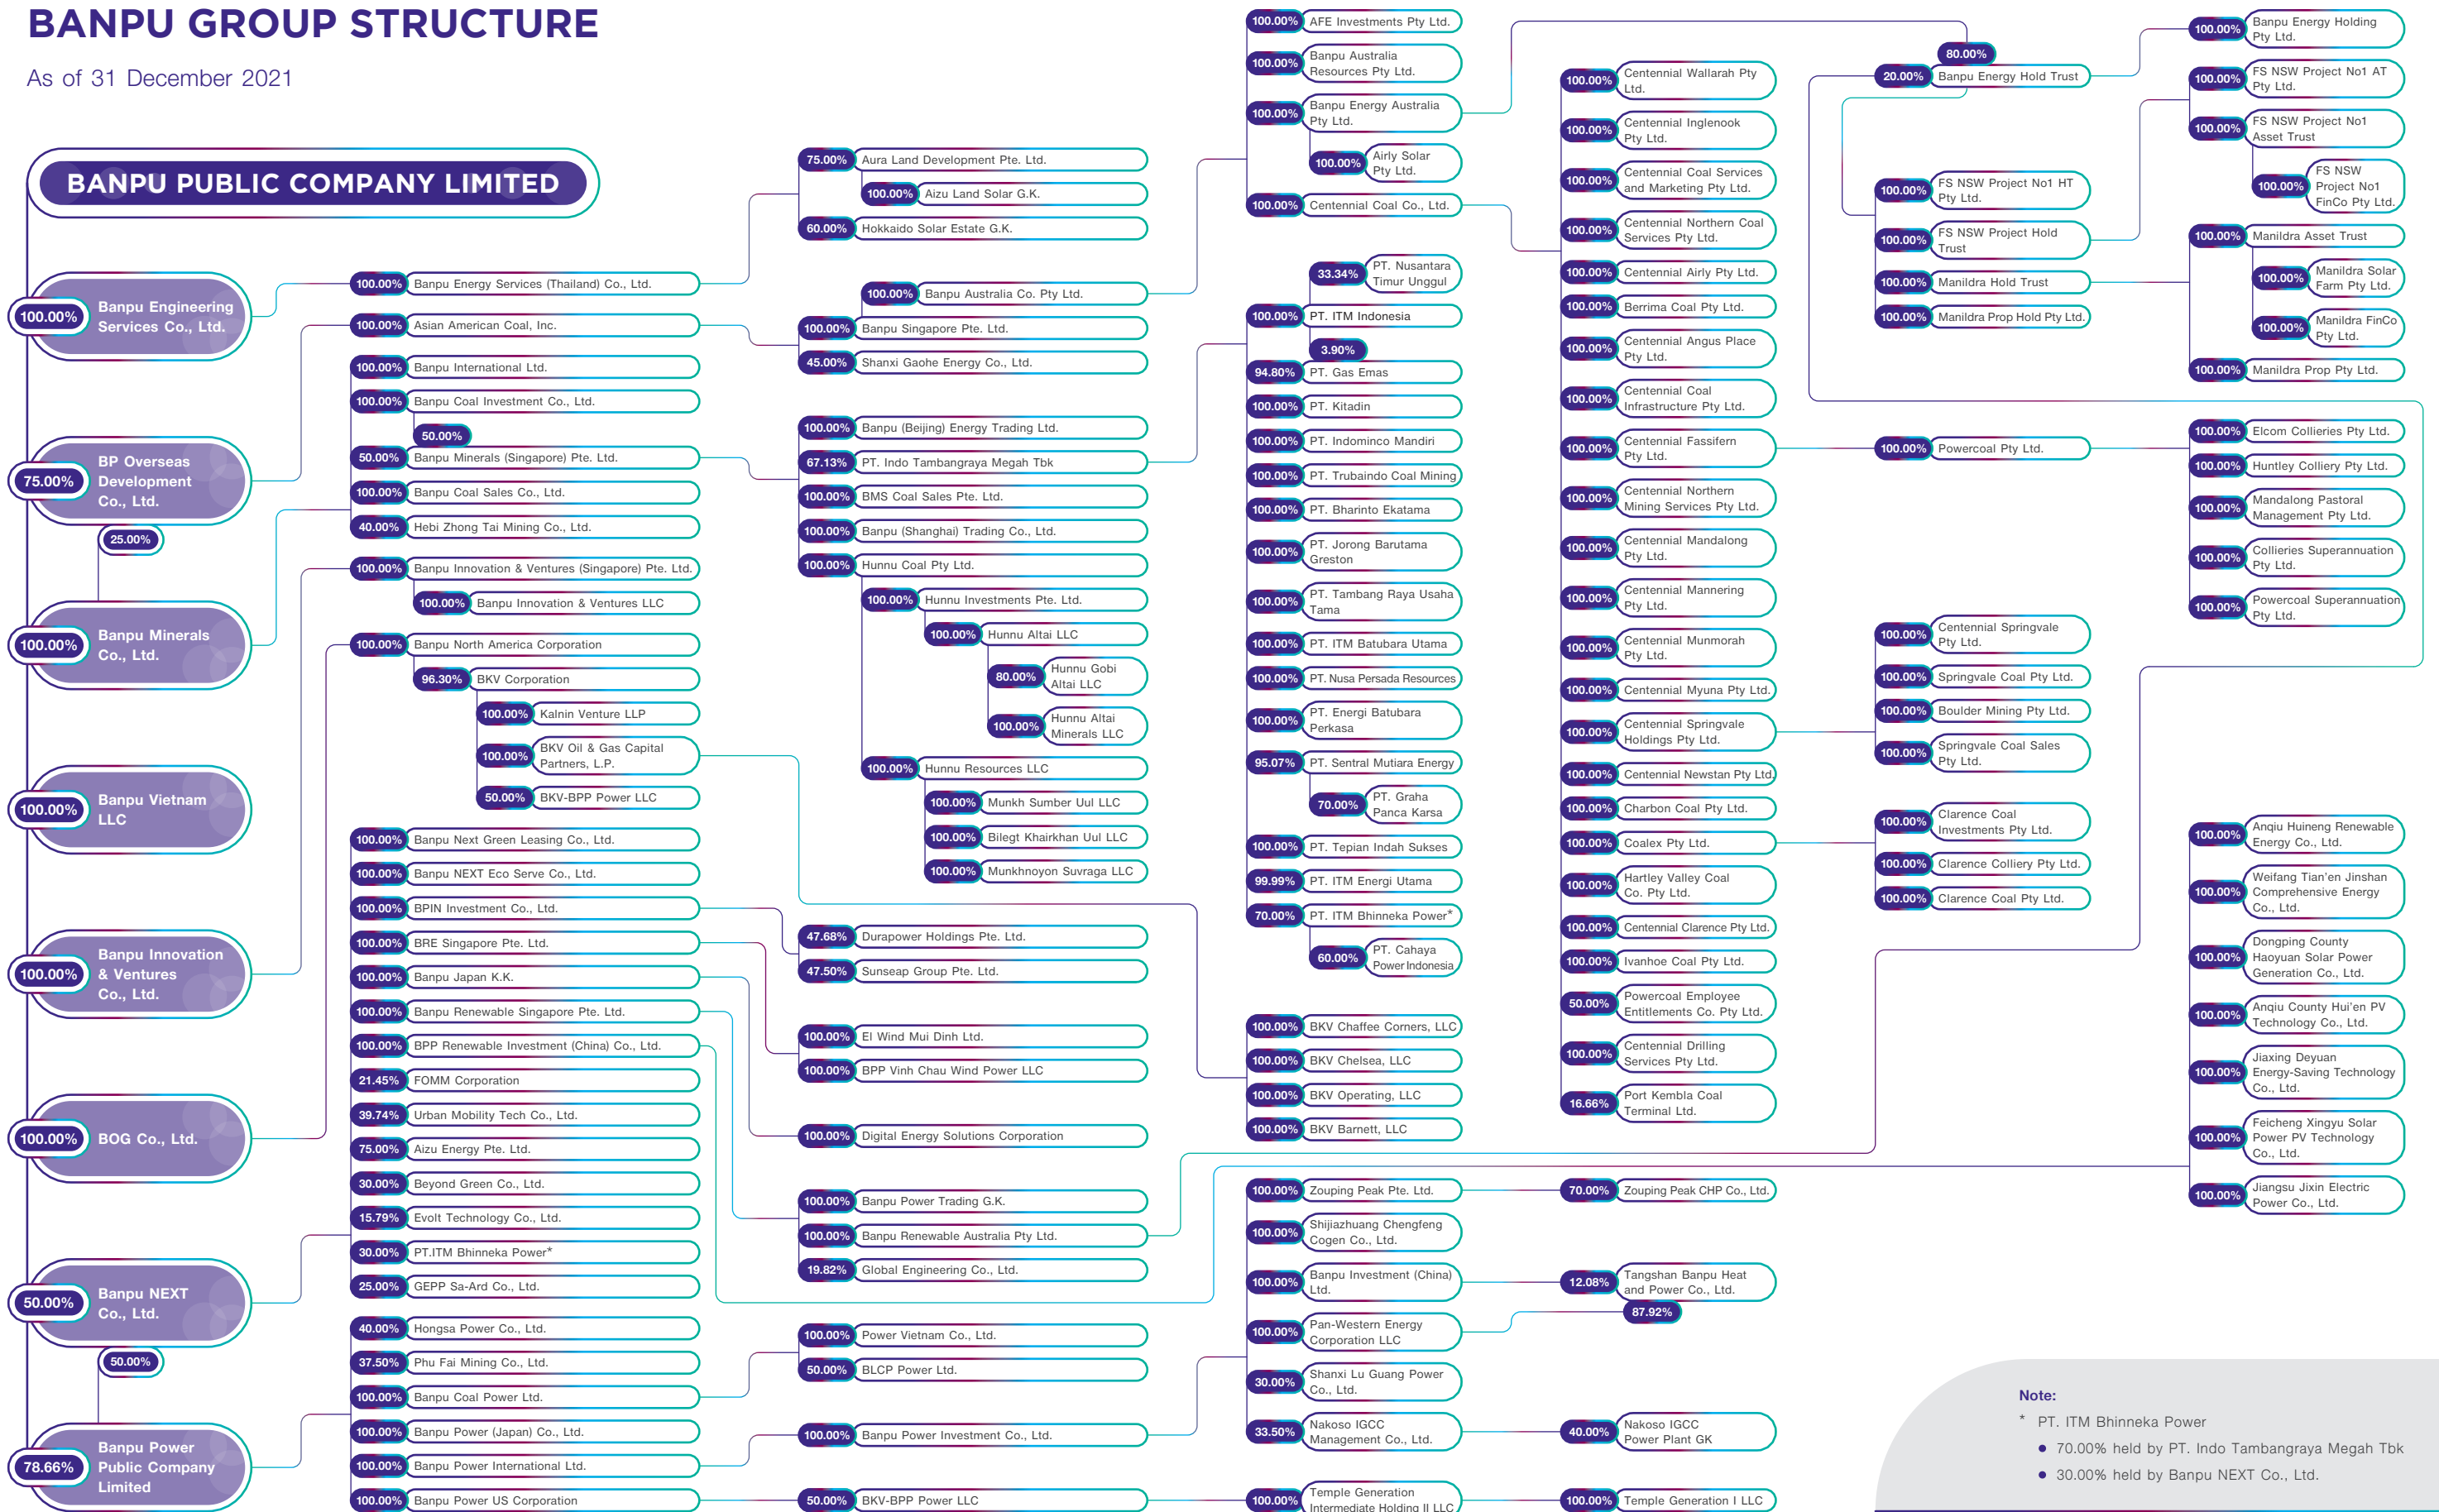 BANPU GROUP STRUCTURE
As of 31 December 2021
BANPU PUBLIC COMPANY LIMITED
100.00%
Banpu Engineering
Services Co., Ltd.
75.00%
BP Overseas
Development
Co., Ltd.
25.00%
100.00%
Banpu Minerals
Co., Ltd.
100.00%
Banpu Vietnam
LLC
100.00%
Banpu Innovation
& Ventures
Co., Ltd.
100.00%
BOG Co., Ltd.
50.00%
Banpu NEXT
Co., Ltd.
50.00%
78.66%
Banpu Power
Public Company
Limited
100.00% Banpu Energy Services (Thailand) Co., Ltd.
100.00% Asian American Coal, Inc.
100.00% Banpu International Ltd.
100.00% Banpu Coal Investment Co., Ltd.
50.00%
50.00% Banpu Minerals (Singapore) Pte. Ltd.
100.00% Banpu Coal Sales Co., Ltd.
40.00% Hebi Zhong Tai Mining Co., Ltd.
100.00% Banpu Innovation & Ventures (Singapore) Pte. Ltd.
100.00% Banpu Innovation & Ventures LLC
100.00% Banpu North America Corporation
96.30% BKV Corporation
100.00% Kalnin Venture LLP
100.00%
BKV Oil & Gas Capital
Partners, L.P.
50.00% BKV-BPP Power LLC
100.00% Banpu Next Green Leasing Co., Ltd.
100.00% Banpu NEXT Eco Serve Co., Ltd.
100.00% BPIN Investment Co., Ltd.
100.00% BRE Singapore Pte. Ltd.
100.00% Banpu Japan K.K.
100.00% Banpu Renewable Singapore Pte. Ltd.
100.00% BPP Renewable Investment (China) Co., Ltd.
21.45% FOMM Corporation
39.74% Urban Mobility Tech Co., Ltd.
75.00% Aizu Energy Pte. Ltd.
30.00% Beyond Green Co., Ltd.
15.79% Evolt Technology Co., Ltd.
30.00% PT.ITM Bhinneka Power*
25.00% GEPP Sa-Ard Co., Ltd.
40.00% Hongsa Power Co., Ltd.
37.50% Phu Fai Mining Co., Ltd.
100.00% Banpu Coal Power Ltd.
100.00% Banpu Power (Japan) Co., Ltd.
100.00% Banpu Power International Ltd.
100.00% Banpu Power US Corporation
75.00% Aura Land Development Pte. Ltd.
100.00% Aizu Land Solar G.K.
60.00% Hokkaido Solar Estate G.K.
100.00% Banpu Australia Co. Pty Ltd.
100.00% Banpu Singapore Pte. Ltd.
45.00% Shanxi Gaohe Energy Co., Ltd.
100.00% Banpu (Beijing) Energy Trading Ltd.
67.13% PT. Indo Tambangraya Megah Tbk
100.00% BMS Coal Sales Pte. Ltd.
100.00% Banpu (Shanghai) Trading Co., Ltd.
100.00% Hunnu Coal Pty Ltd.
100.00% Hunnu Investments Pte. Ltd.
100.00% Hunnu Altai LLC
80.00%
Hunnu Gobi
Altai LLC
100.00%
Hunnu Altai
Minerals LLC
100.00% Hunnu Resources LLC
100.00% Munkh Sumber Uul LLC
100.00% Bilegt Khairkhan Uul LLC
100.00% Munkhnoyon Suvraga LLC
47.68% Durapower Holdings Pte. Ltd.
47.50% Sunseap Group Pte. Ltd.
100.00% El Wind Mui Dinh Ltd.
100.00% BPP Vinh Chau Wind Power LLC
100.00% Digital Energy Solutions Corporation
100.00% Banpu Power Trading G.K.
100.00% Banpu Renewable Australia Pty Ltd.
19.82% Global Engineering Co., Ltd.
100.00% Power Vietnam Co., Ltd.
50.00% BLCP Power Ltd.
100.00% Banpu Power Investment Co., Ltd.
50.00% BKV-BPP Power LLC
100.00% AFE Investments Pty Ltd.
100.00%
Banpu Australia
Resources Pty Ltd.
100.00%
Banpu Energy Australia
Pty Ltd.
100.00%
Airly Solar
Pty Ltd.
100.00% Centennial Coal Co., Ltd.
33.34%
PT. Nusantara
Timur Unggul
100.00% PT. ITM Indonesia
3.90%
94.80% PT. Gas Emas
100.00% PT. Kitadin
100.00% PT. Indominco Mandiri
100.00% PT. Trubaindo Coal Mining
100.00% PT. Bharinto Ekatama
100.00%
PT. Jorong Barutama
Greston
100.00%
PT. Tambang Raya Usaha
Tama
100.00% PT. ITM Batubara Utama
100.00% PT. Nusa Persada Resources
100.00%
PT. Energi Batubara
Perkasa
95.07% PT. Sentral Mutiara Energy
70.00%
PT. Graha
Panca Karsa
100.00% PT. Tepian Indah Sukses
99.99% PT. ITM Energi Utama
70.00% PT. ITM Bhinneka Power*
60.00%
PT. Cahaya
Power Indonesia
100.00% BKV Chaffee Corners, LLC
100.00% BKV Chelsea, LLC
100.00% BKV Operating, LLC
100.00% BKV Barnett, LLC
100.00% Zouping Peak Pte. Ltd.
100.00%
Shijiazhuang Chengfeng
Cogen Co., Ltd.
100.00%
Banpu Investment (China)
Ltd.
100.00%
Pan-Western Energy
Corporation LLC
30.00%
Shanxi Lu Guang Power
Co., Ltd.
33.50%
Nakoso IGCC
Management Co., Ltd.
100.00%
Temple Generation
Intermediate Holding II LLC
100.00%
Centennial Wallarah Pty
Ltd.
100.00%
Centennial Inglenook
Pty Ltd.
100.00%
Centennial Coal Services
and Marketing Pty Ltd.
100.00%
Centennial Northern Coal
Services Pty Ltd.
100.00% Centennial Airly Pty Ltd.
100.00% Berrima Coal Pty Ltd.
100.00%
Centennial Angus Place
Pty Ltd.
100.00%
Centennial Coal
Infrastructure Pty Ltd.
100.00%
Centennial Fassifern
Pty Ltd.
100.00%
Centennial Northern
Mining Services Pty Ltd.
100.00%
Centennial Mandalong
Pty Ltd.
100.00%
Centennial Mannering
Pty Ltd.
100.00%
Centennial Munmorah
Pty Ltd.
100.00% Centennial Myuna Pty Ltd.
100.00%
Centennial Springvale
Holdings Pty Ltd.
100.00% Centennial Newstan Pty Ltd.
100.00% Charbon Coal Pty Ltd.
100.00% Coalex Pty Ltd.
100.00%
Hartley Valley Coal
Co. Pty Ltd.
100.00% Centennial Clarence Pty Ltd.
100.00% Ivanhoe Coal Pty Ltd.
50.00%
Powercoal Employee
Entitlements Co. Pty Ltd.
100.00%
Centennial Drilling
Services Pty Ltd.
16.66%
Port Kembla Coal
Terminal Ltd.
70.00% Zouping Peak CHP Co., Ltd.
12.08%
Tangshan Banpu Heat
and Power Co., Ltd.
87.92%
40.00%
Nakoso IGCC
Power Plant GK
100.00% Temple Generation I LLC
80.00%
20.00% Banpu Energy Hold Trust
100.00%
FS NSW Project No1 HT
Pty Ltd.
100.00%
FS NSW Project Hold
Trust
100.00% Manildra Hold Trust
100.00% Manildra Prop Hold Pty Ltd.
100.00% Powercoal Pty Ltd.
100.00%
Centennial Springvale
Pty Ltd.
100.00% Springvale Coal Pty Ltd.
100.00% Boulder Mining Pty Ltd.
100.00%
Springvale Coal Sales
Pty Ltd.
100.00%
Clarence Coal
Investments Pty Ltd.
100.00% Clarence Colliery Pty Ltd.
100.00% Clarence Coal Pty Ltd.
100.00%
Banpu Energy Holding
Pty Ltd.
100.00%
FS NSW Project No1 AT
Pty Ltd.
100.00%
FS NSW Project No1
Asset Trust
100.00%
FS NSW
Project No1
FinCo Pty Ltd.
100.00% Manildra Asset Trust
100.00%
Manildra Solar
Farm Pty Ltd.
100.00%
Manildra FinCo
Pty Ltd.
100.00% Manildra Prop Pty Ltd.
100.00% Elcom Collieries Pty Ltd.
100.00% Huntley Colliery Pty Ltd.
100.00%
Mandalong Pastoral
Management Pty Ltd.
100.00%
Collieries Superannuation
Pty Ltd.
100.00%
Powercoal Superannuation
Pty Ltd.
100.00%
Anqiu Huineng Renewable
Energy Co., Ltd.
100.00%
Weifang Tian'en Jinshan
Comprehensive Energy
Co., Ltd.
100.00%
Dongping County
Haoyuan Solar Power
Generation Co., Ltd.
100.00%
Anqiu County Hui'en PV
Technology Co., Ltd.
100.00%
Jiaxing Deyuan
Energy-Saving Technology
Co., Ltd.
100.00%
Feicheng Xingyu Solar
Power PV Technology
Co., Ltd.
100.00%
Jiangsu Jixin Electric
Power Co., Ltd.
Note:
* PT. ITM Bhinneka Power
● 70.00% held by PT. Indo Tambangraya Megah Tbk
● 30.00% held by Banpu NEXT Co., Ltd.